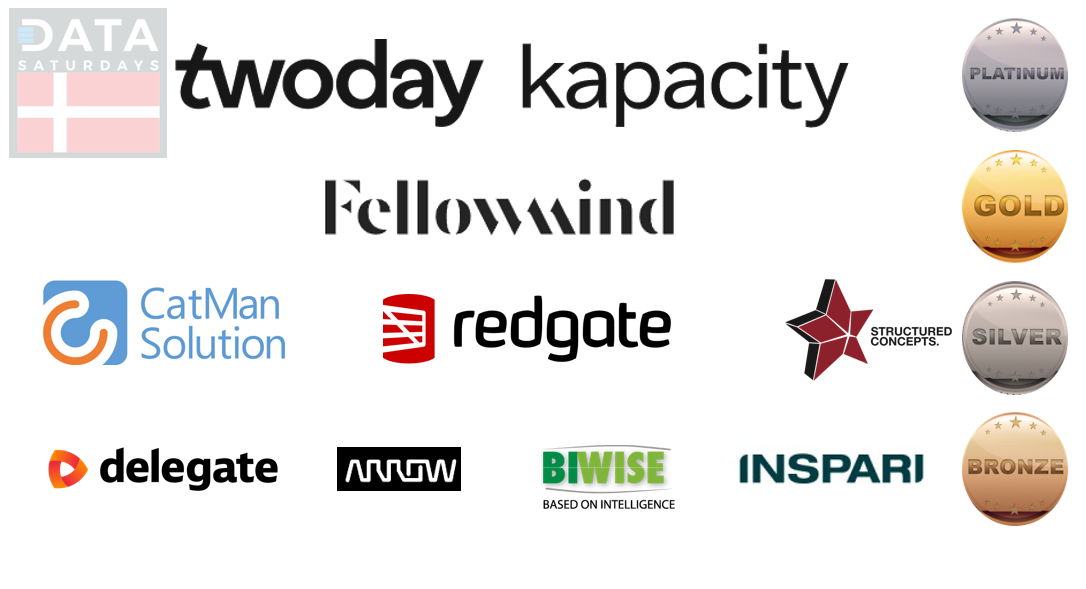 DATA
SATURDAYS
twoday kapacity
PLATINUM
Fellowmind
GOLD
CatMan
Solution
redgate
STRUCTURED
CONCEPTS.
SILVER
delegate
ARROW
BIWISE
BASED ON INTELLIGENCE
INSPARI
BRONZE